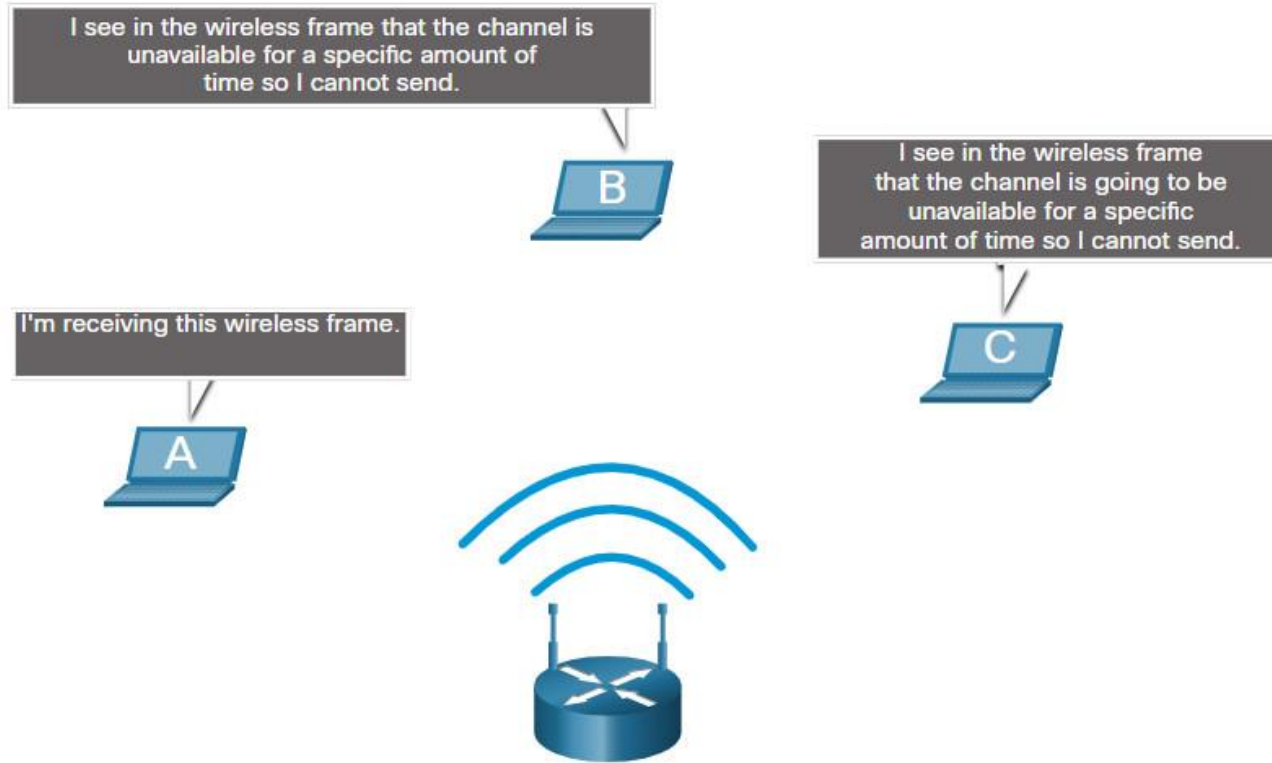 I see in the wireless frame that the channel is
unavailable for a specific amount of
time so I cannot send.
B
I see in the wireless frame
that the channel is going to be
unavailable for a specific
amount of time so I cannot send.
C
I'm receiving this wireless frame.
A